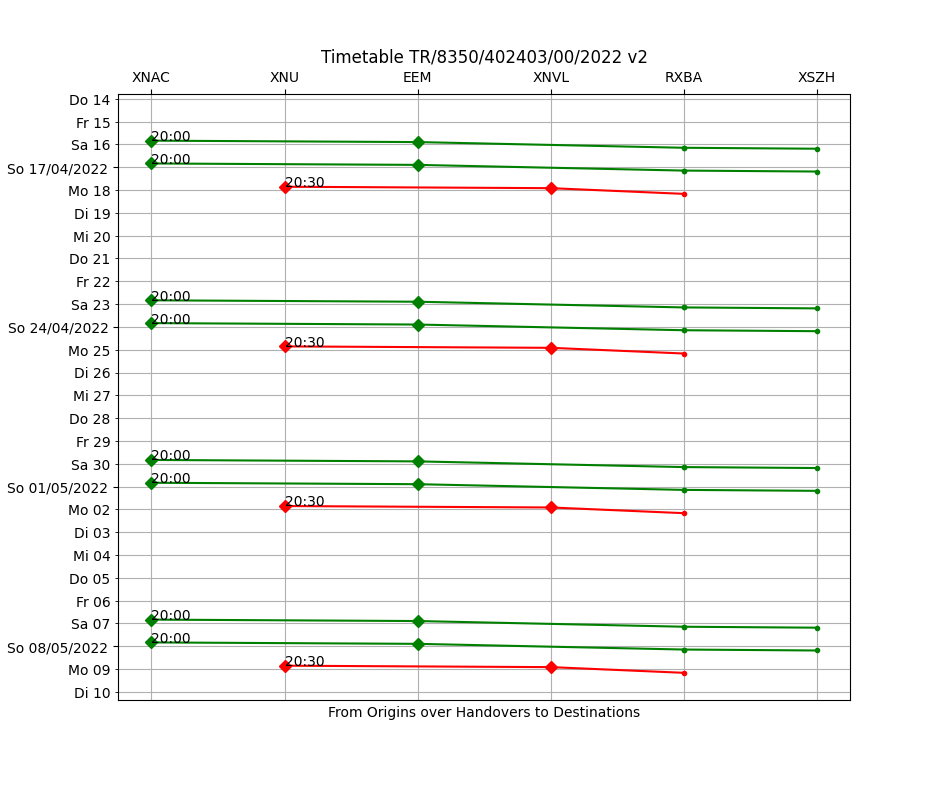 Timetable TR/8350/402403/00/2022 v2
XNAC XNU EEM XNVL RXBA XSZH
Do 14
Fr 15
20:00
Sa 16
20:00
So 17/04/2022
20:30
Mo 18
Di 19
Mi 20
Do 21
Fr 22
20:00
Sa 23
20:00
So 24/04/2022
20:30
Mo 25
Di 26
Mi 27
Do 28
Fr 29
20:00
Sa 30
20:00
So 01/05/2022
20:30
Mo 02
Di 03
Mi 04
Do 05
Fr 06
20:00
Sa 07
20:00
So 08/05/2022
20:30
Mo 09
Di 10
From Origins over Handovers to Destinations